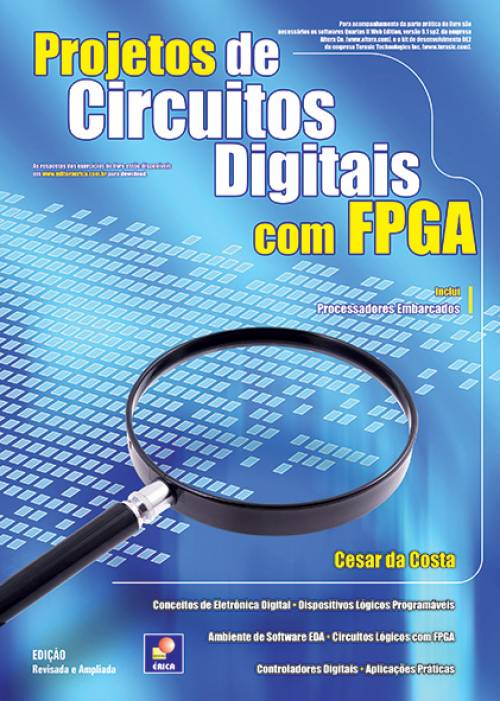 Para acompanhamento da parte prática do livro são
necessários os softwares Quartus II Web Edition, versão 9.1 sp2, da empresa
Altera Co. (www.altera.com), e o kit de desenvolvimento DE2
da empresa Terasic Technologies Inc. (www.terasic.com).
Projetos de
Circuitos
Digitais
com FPGA
As respostas dos exercícios do livro estão disponíveis
em www.editoraerica.com.br para download.
Inclui
Processadores Embarcados
Cesar da Costa
Conceitos de Eletrônica Digital • Dispositivos Lógicos Programáveis
Ambiente de Software EDA • Circuitos Lógicos com FPGA
Controladores Digitais • Aplicações Práticas
EDIÇÃO
Revisada e Ampliada
ÉRICA